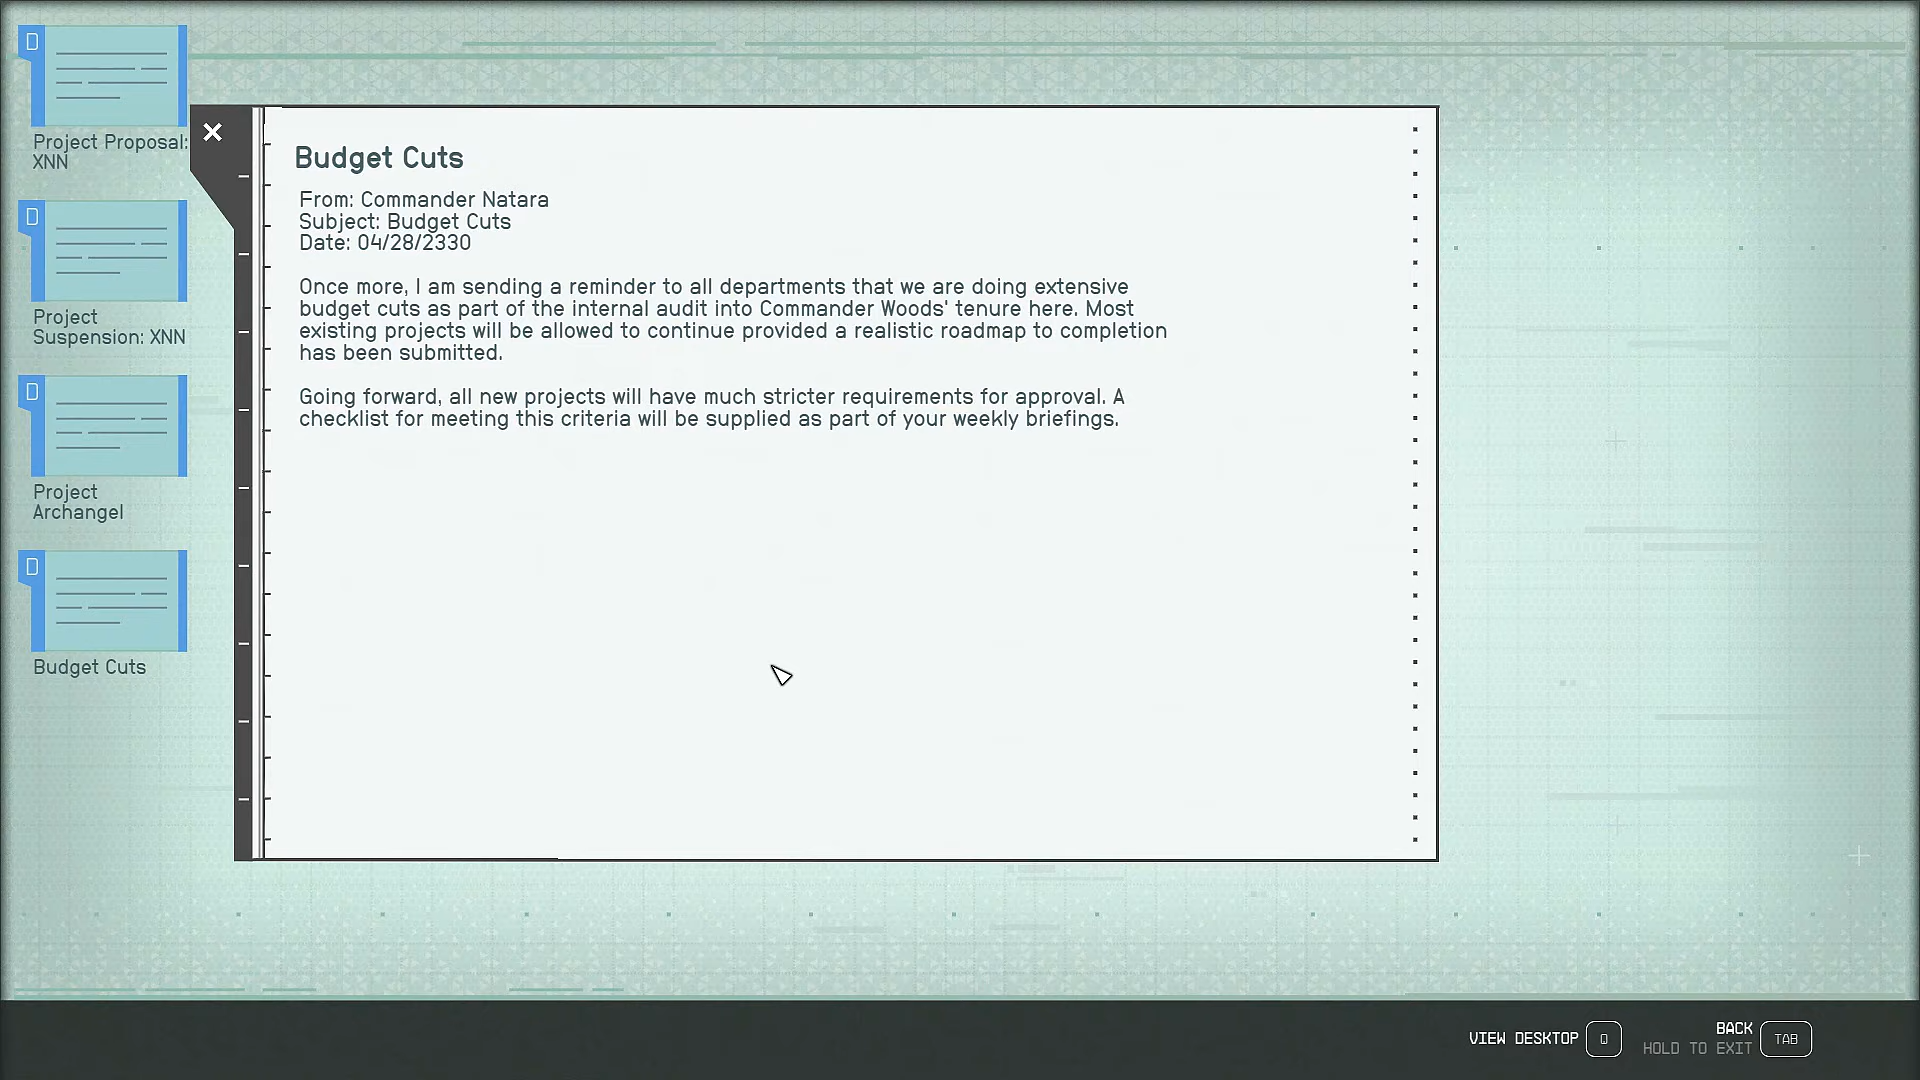 D
Project Proposal:
XNN
D
Project
Suspension: XNN
D
Project
Archangel
D
Budget Cuts
Budget Cuts
From: Commander Natara
Subject: Budget Cuts
Date: 04/28/2330
Once more, I am sending a reminder to all departments that we are doing extensive
budget cuts as part of the internal audit into Commander Woods' tenure here. Most
existing projects will be allowed to continue provided a realistic roadmap to completion
has been submitted.
Going forward, all new projects will have much stricter requirements for approval. A
checklist for meeting this criteria will be supplied as part of your weekly briefings.
VIEW DESKTOP Q
BACK
HOLD TO EXIT TAB